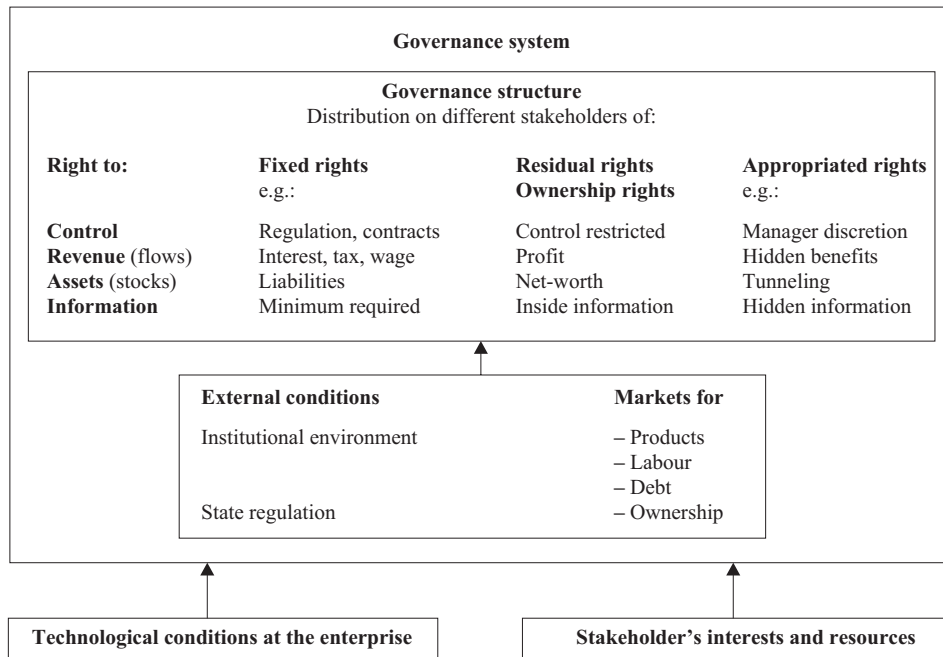 Governance system
Governance structure
Distribution on different stakeholders of:
Right to: Fixed rights Residual rights Appropriated rights
e.g.: Ownership rights e.g.:
Control Regulation, contracts Control restricted Manager discretion
Revenue (flows) Interest, tax, wage Profit Hidden benefits
Assets (stocks) Liabilities Net-worth Tunneling
Information Minimum required Inside information Hidden information
External conditions Markets for
Institutional environment – Products
– Labour
– Debt
State regulation – Ownership
Technological conditions at the enterprise Stakeholder's interests and resources